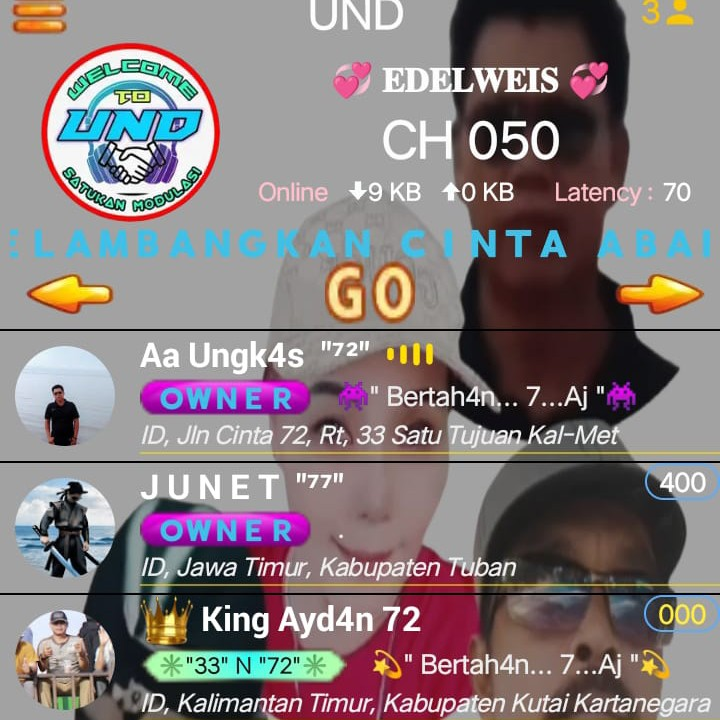 UND
3
WELCOME
TO
UND
SATUKAN MODULASI
💞 EDELWEIS 💞
CH 050
Online ⬇9 KB ⬆0 KB Latency : 70
ELAMBANGKAN CINTA ABAI
GO
Aa Ungk4s "72"
OWNER 👾" Bertah4n... 7...Aj "👾
ID, Jln Cinta 72, Rt, 33 Satu Tujuan Kal-Met
JUNET "77"
400
OWNER .
ID, Jawa Timur, Kabupaten Tuban
King Ayd4n 72
000
✳"33" N "72"✳ 💫" Bertah4n... 7...Aj "💫
ID, Kalimantan Timur, Kabupaten Kutai Kartanegara